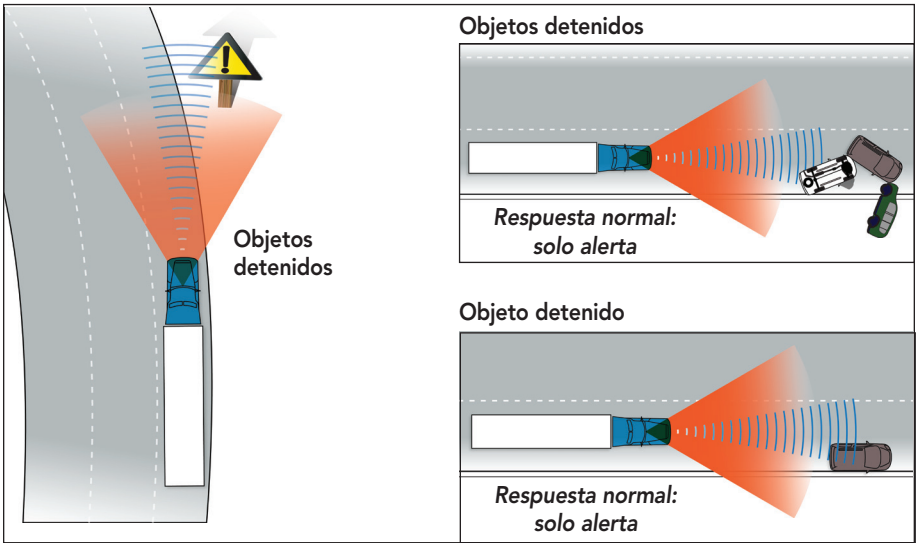 Objetos
detenidos
Objetos detenidos
Respuesta normal:
solo alerta
Objeto detenido
Respuesta normal:
solo alerta